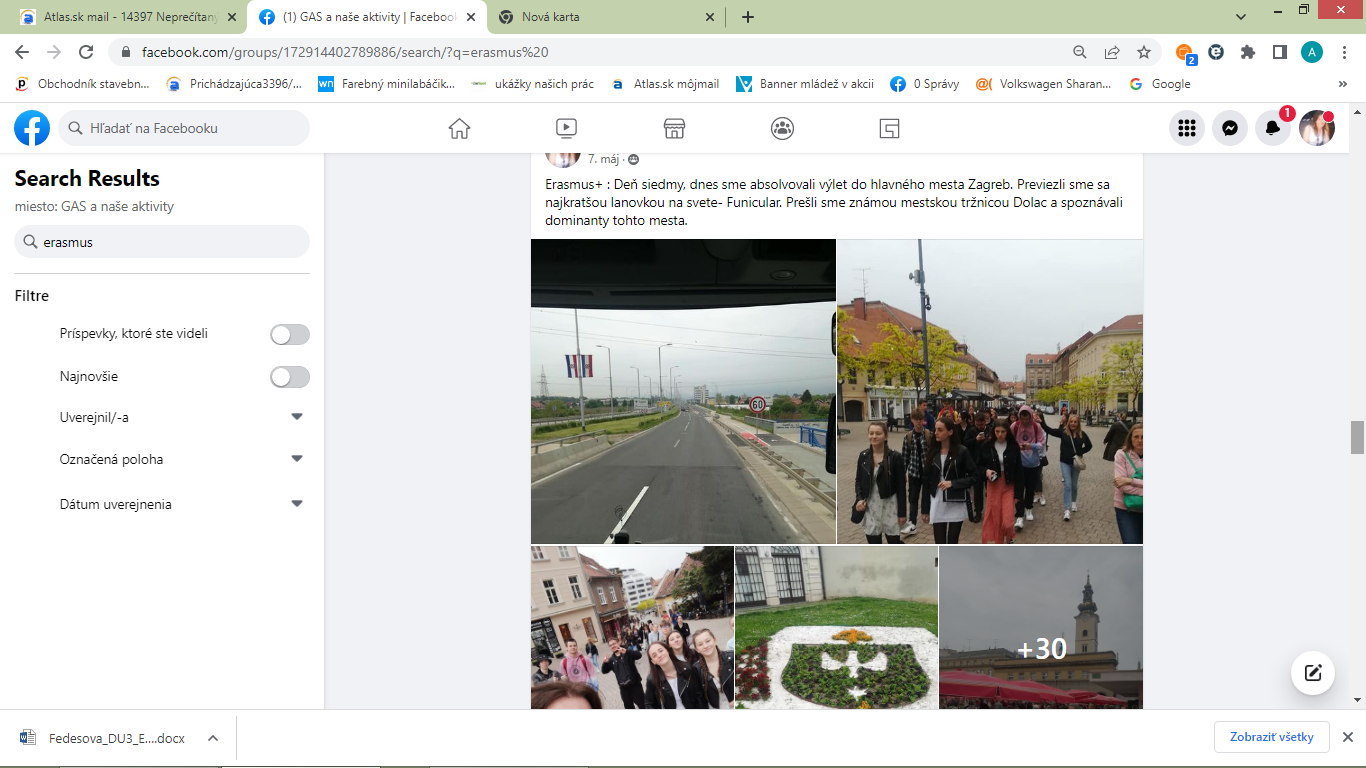 Atlas.sk mail - 14397 Neprečítaný
(1) GAS a naše aktivity | Facebook
Nová karta
facebook.com/groups/172914402789886/search/?q=erasmus%20
2
A
Obchodník stavebn...
Prichádzajúca3396/...
wn Farebný minilabáčik...
ukážky našich prác
a Atlas.sk môjmail
Banner mládež v akcii
0 Správy
@( Volkswagen Sharan...
Google
»
Hľadať na Facebooku
1
Search Results
miesto: GAS a naše aktivity
erasmus
Filtre
Príspevky, ktoré ste videli
Najnovšie
Uverejnil/-a
Označená poloha
Dátum uverejnenia
7. máj ·
Erasmus+ : Deň siedmy, dnes sme absolvovali výlet do hlavného mesta Zagreb. Previezli sme sa
najkratšou lanovkou na svete- Funicular. Prešli sme známou mestskou tržnicou Dolac a spoznávali
dominanty tohto mesta.
60
+30
Fedesova_DU3_E....docx
Zobraziť všetky